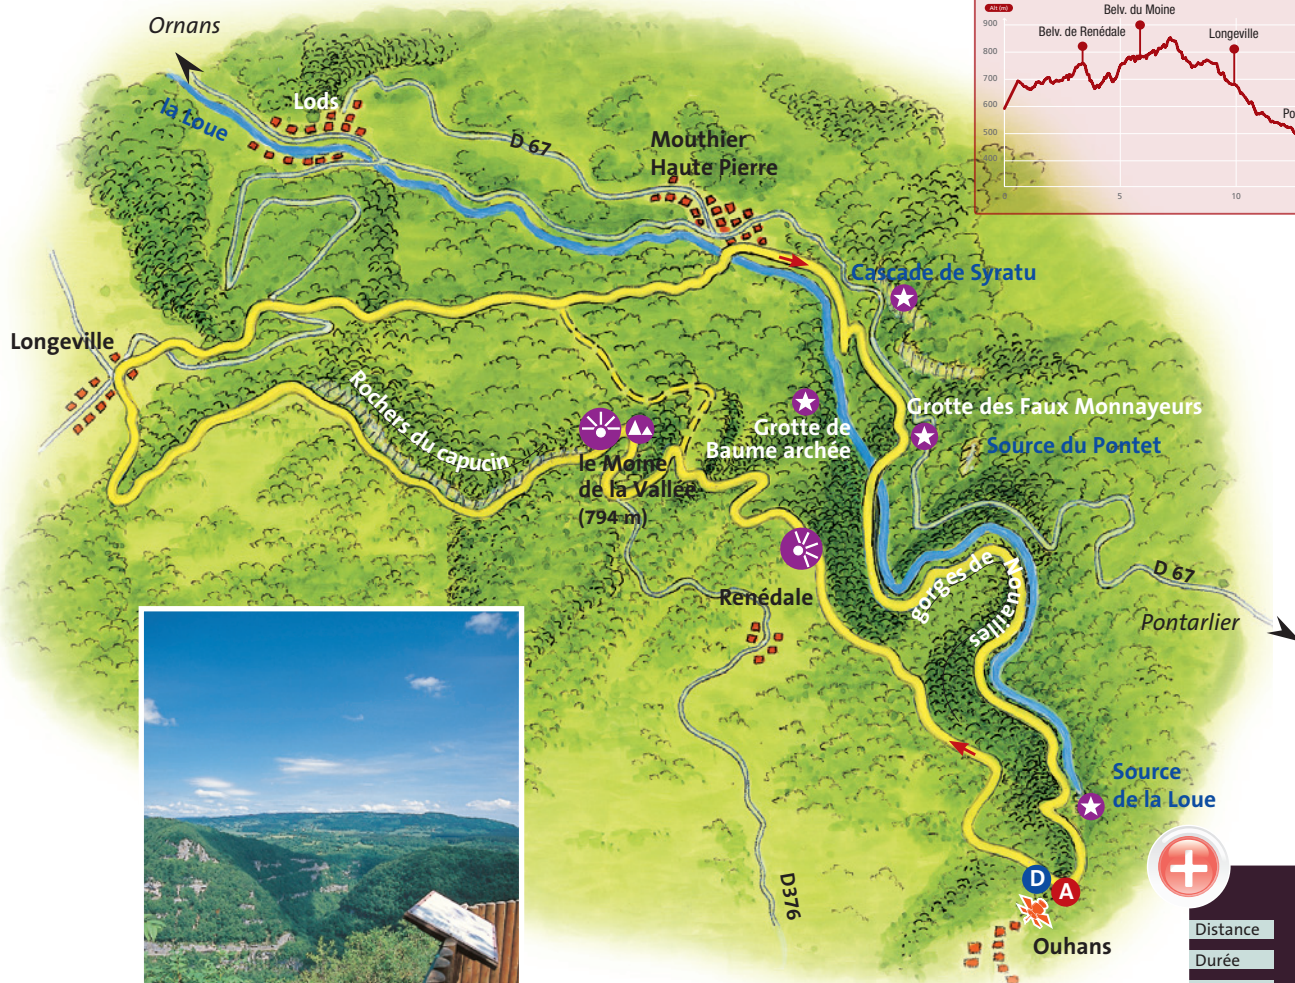 Ornans
la toue
Lods
D 67
Mouthier
Haute Pierre
Cascade de Syratu
Longeville
Rochers du capucin
le Moine
de la Vallée
(794 m)
Grotte de
Baume archée
Grotte des Faux Monnayeurs
Source du Pontet
gorges de
Nouailles
Renédale
D 67
Pontarlier
Source
de la Loue
D376
D
A
Ouhans
Alt (m)
Belv. du Moine
Belv. de Renédale
Longeville
Po
900
800
700
600
500
400
0
5
10
Distance
Durée